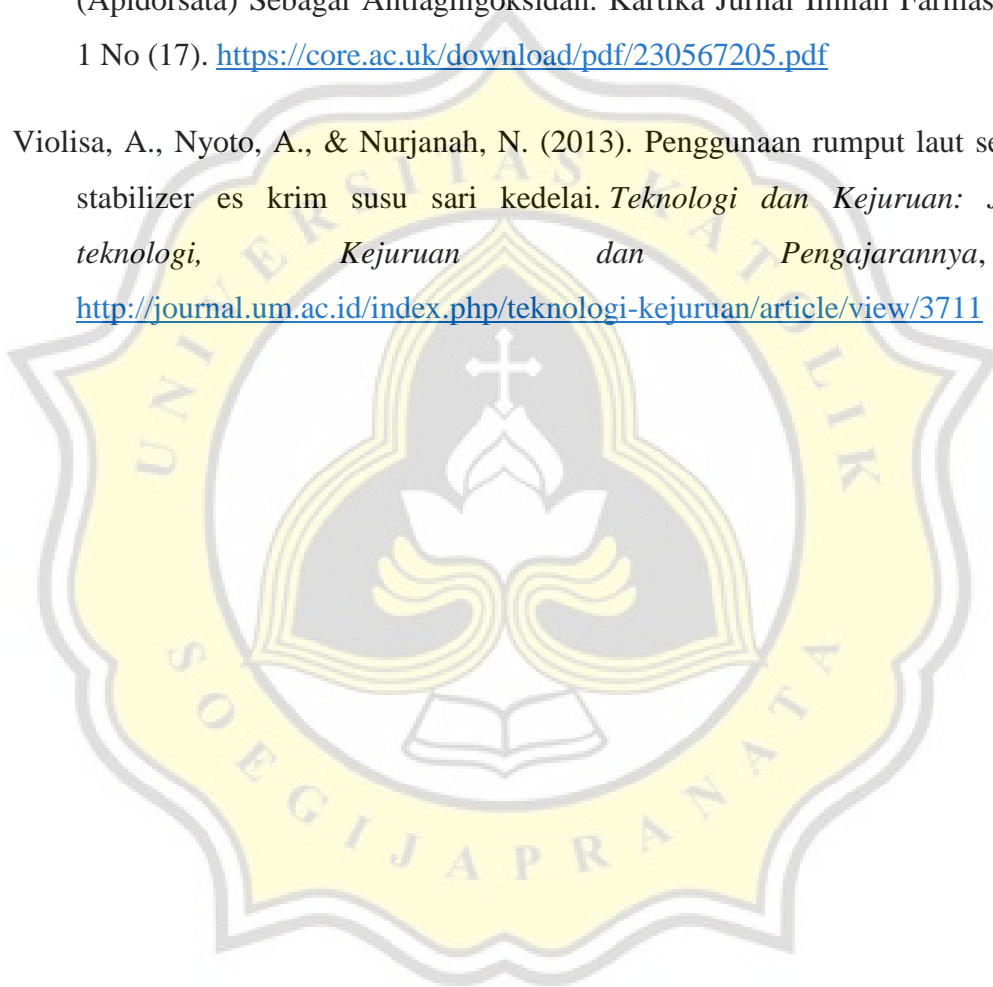 (Apidorsata) Sebagai Antiagingoksidan. Kartika Jurnal Ilmiah Farmas
1 No (17). https://core.ac.uk/download/pdf/230567205.pdf
Violisa, A., Nyoto, A., & Nurjanah, N. (2013). Penggunaan rumput laut se
stabilizer es krim susu sari kedelai. Teknologi dan Kejuruan: J
teknologi, Kejuruan dan Pengajarannya,
http://journal.um.ac.id/index.php/teknologi-kejuruan/article/view/3711
UNIVERSITAS KATOLIK
SOEGIJAPRANATA